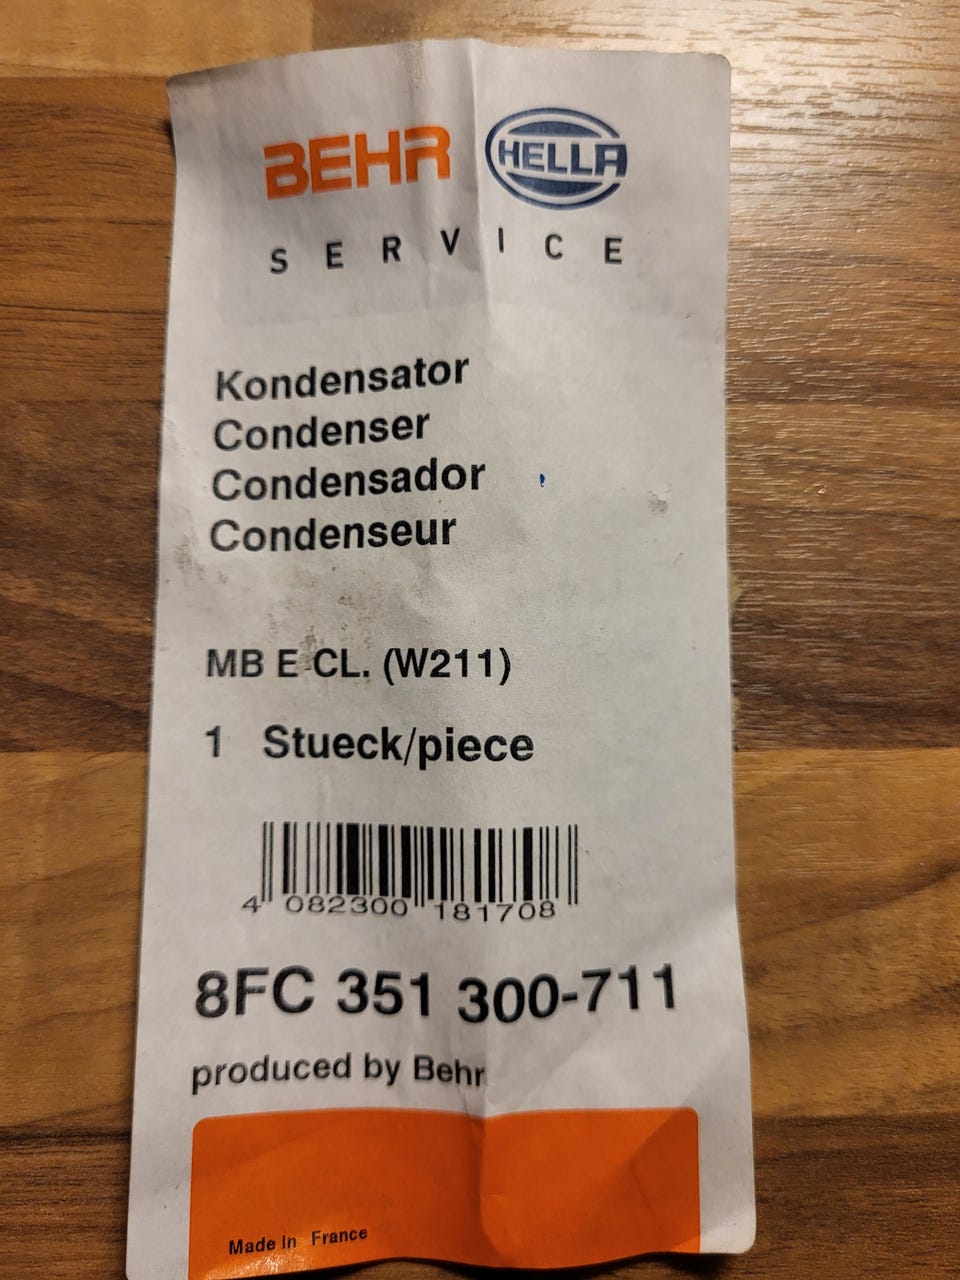 BEHR HELLA
SERVICE
Kondensator
Condenser
Condensador
Condenseur
MB E CL. (W211)
1 Stueck/piece
4 082300 181708
8FC 351 300-711
produced by Behr
Made in France